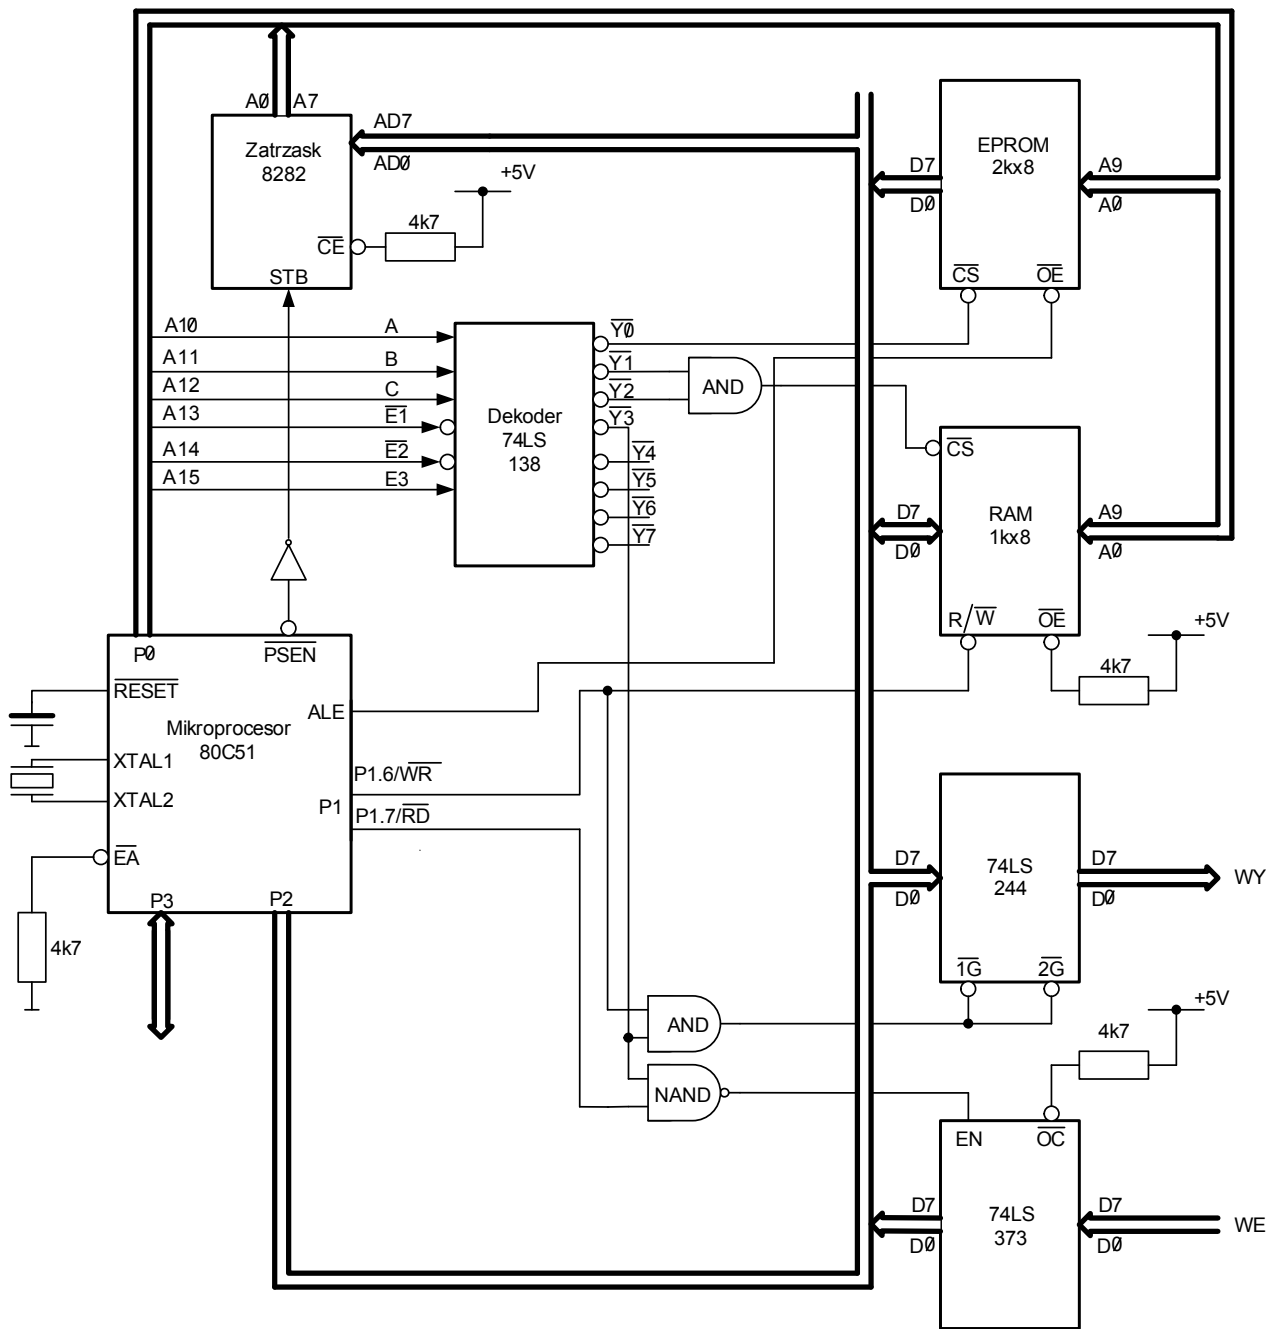 A0 A7
Zatrzask
8282
AD7
AD0
+5V
4k7
CE
STB
EPROM
2kx8
D7
D0
A9
A0
CS
OE
A10
A11
A12
A13
A14
A15
A
B
C
E1
E2
E3
Dekoder
74LS
138
Y0
Y1
Y2
Y3
Y4
Y5
Y6
Y7
AND
CS
RAM
1kx8
D7
D0
A9
A0
R/W
OE
+5V
4k7
P0
PSEN
RESET
ALE
Mikroprocesor
80C51
XTAL1
XTAL2
P1.6/WR
P1
P1.7/RD
EA
P3
P2
4k7
74LS
244
D7
D0
D7
D0
WY
1G
2G
AND
NAND
+5V
4k7
EN
OC
74LS
373
D7
D0
D7
D0
WE